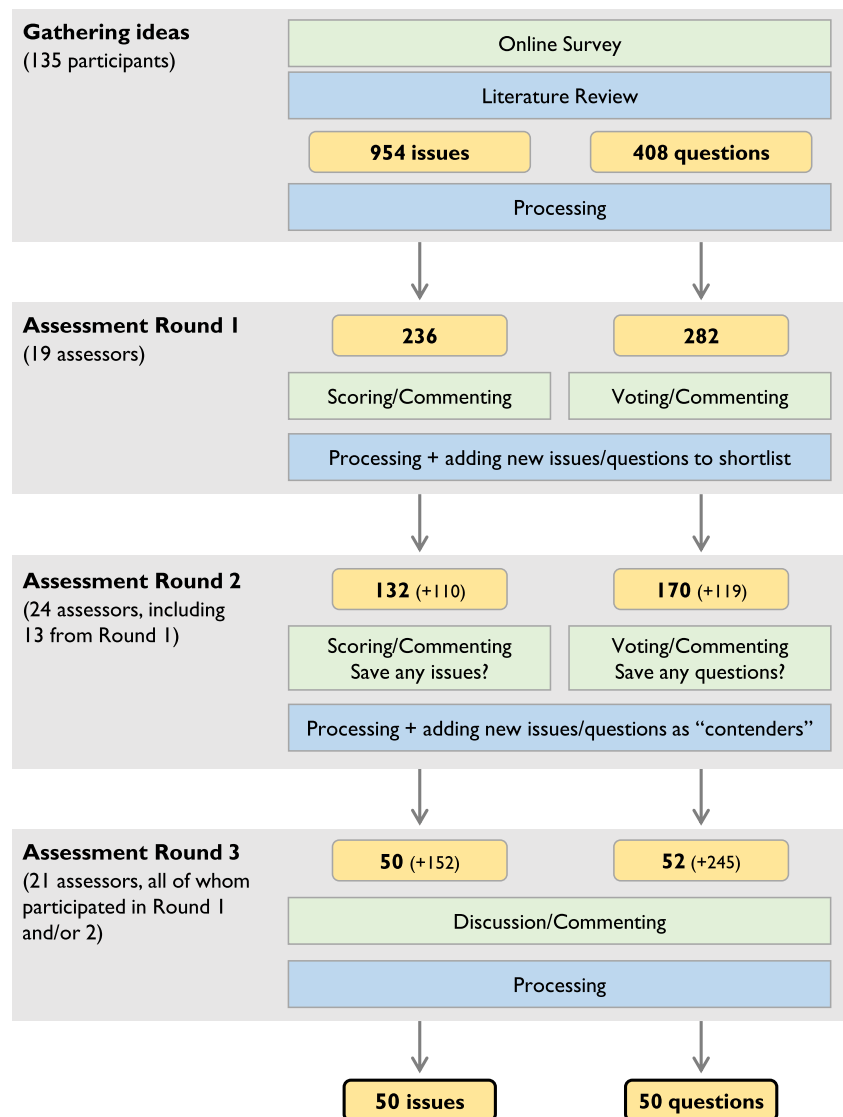 Gathering ideas
(135 participants)
Online Survey
Literature Review
954 issues
408 questions
Processing
Assessment Round 1
(19 assessors)
236
282
Scoring/Commenting
Voting/Commenting
Processing + adding new issues/questions to shortlist
Assessment Round 2
(24 assessors, including
13 from Round 1)
132 (+110)
170 (+119)
Scoring/Commenting
Save any issues?
Voting/Commenting
Save any questions?
Processing + adding new issues/questions as “contenders”
Assessment Round 3
(21 assessors, all of whom
participated in Round 1
and/or 2)
50 (+152)
52 (+245)
Discussion/Commenting
Processing
50 issues
50 questions